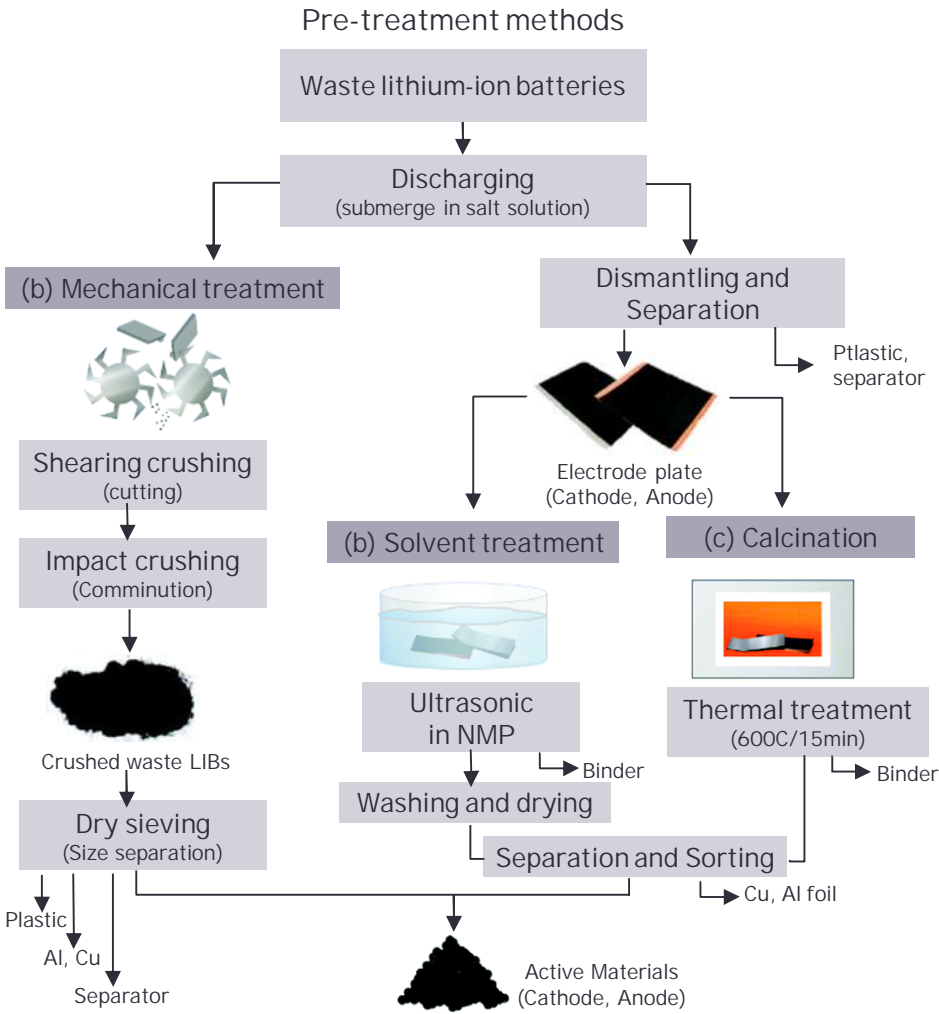 Pre-treatment methods
Waste lithium-ion batteries
Discharging
(submerge in salt solution)
(b) Mechanical treatment
Dismantling and
Separation
Ptlastic,
separator
Shearing crushing
(cutting)
Electrode plate
(Cathode, Anode)
Impact crushing
(Comminution)
(b) Solvent treatment
(c) Calcination
Crushed waste LIBs
Ultrasonic
in NMP
Binder
Thermal treatment
(600C/15min)
Binder
Washing and drying
Dry sieving
(Size separation)
Separation and Sorting
Cu, Al foil
Plastic
Al, Cu
Separator
Active Materials
(Cathode, Anode)